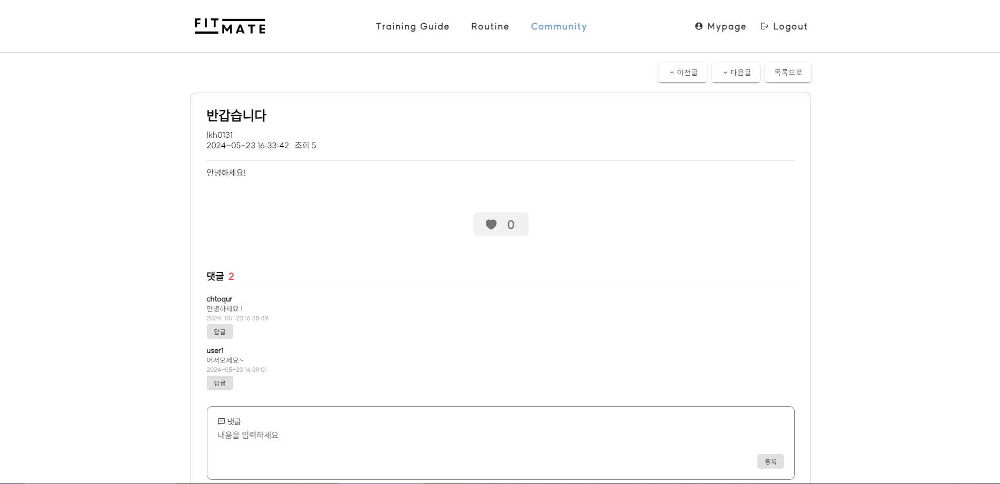 FITMATE
Training Guide Routine Community
Mypage Logout
이전글 다음글 목록으로
반갑습니다
lkh0131
2024-05-23 16:33:42 조회 5
안녕하세요!
0
댓글 2
chtoqur
안녕하세요 !
2024-05-23 16:38:49
답글
user1
어서오세요~
2024-05-23 16:39:01
답글
댓글
내용을 입력하세요.
등록